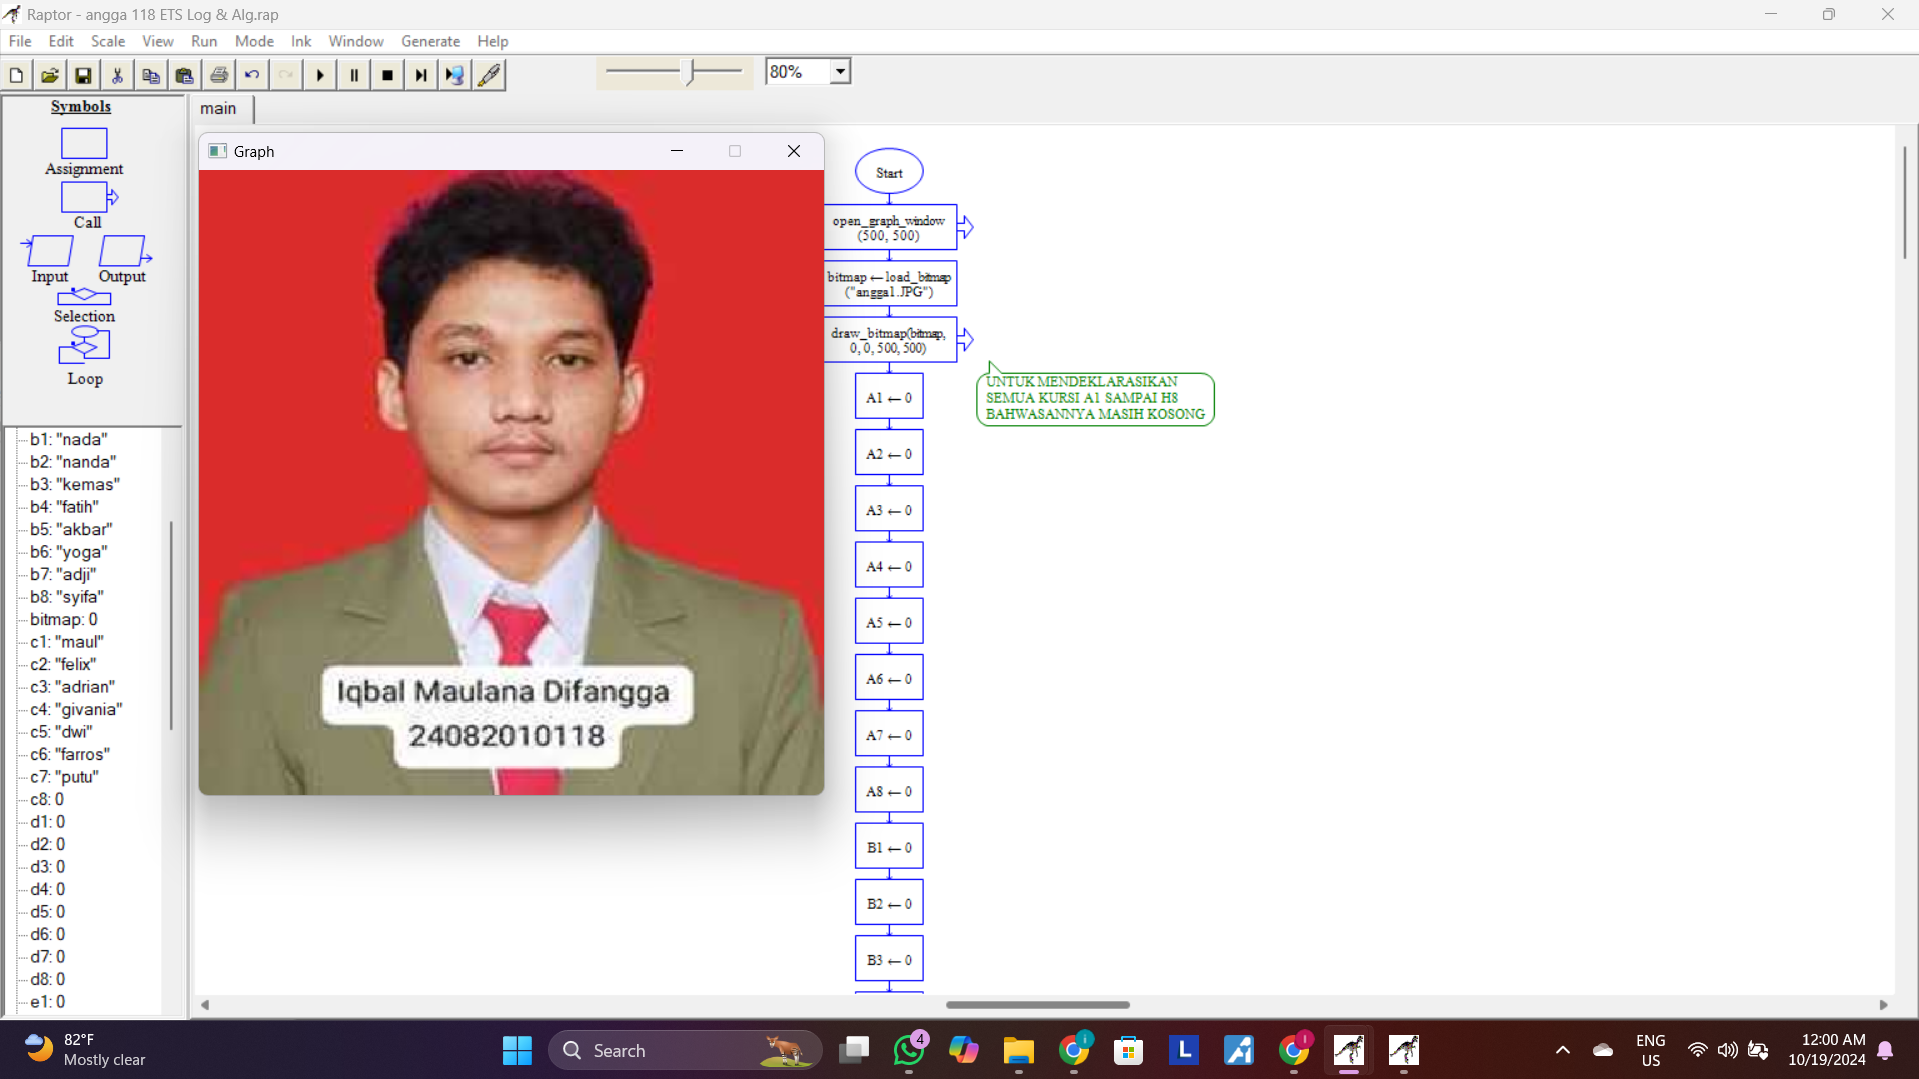 Raptor - angga 118 ETS Log & Alg.rap
File Edit Scale View Run Mode Ink Window Generate Help
80%
Symbols
Assignment
Call
Input Output
Selection
Loop
b1: "nada"
b2: "nanda"
b3: "kemas"
b4: "fatih"
b5: "akbar"
b6: "yoga"
b7: "adji"
b8: "syifa"
bitmap: 0
c1: "maul"
c2: "felix"
c3: "adrian"
c4: "givania"
c5: "dwi"
c6: "farros"
c7: "putu"
c8: 0
d1: 0
d2: 0
d3: 0
d4: 0
d5: 0
d6: 0
d7: 0
d8: 0
e1: 0
main
Graph
Iqbal Maulana Difangga
24082010118
Start
open_graph_window
(500, 500)
bitmap ← load_bitmap
("angga1.JPG")
draw_bitmap(bitmap,
0, 0, 500, 500)
A1 ← 0
UNTUK MENDEKLARASIKAN
SEMUA KURSI A1 SAMPAI H8
BAHWASANNYA MASIH KOSONG
A2 ← 0
A3 ← 0
A4 ← 0
A5 ← 0
A6 ← 0
A7 ← 0
A8 ← 0
B1 ← 0
B2 ← 0
B3 ← 0
82°F
Mostly clear
Search
4
L
ENG
US
12:00 AM
10/19/2024